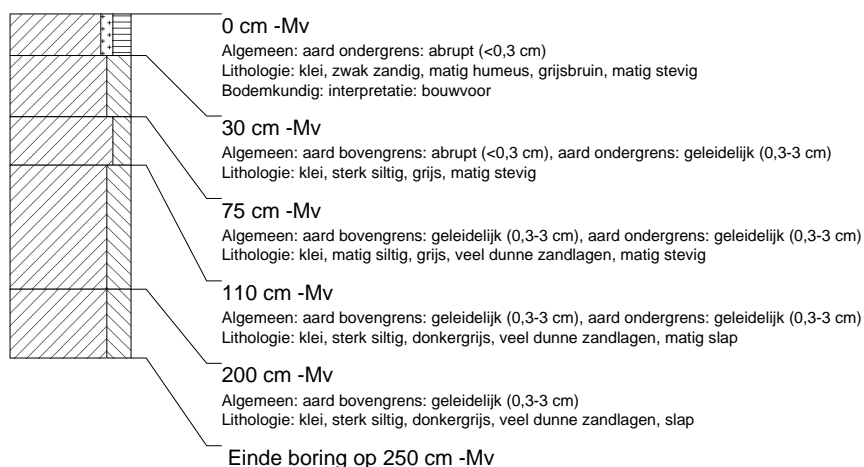 0 cm -Mv
Algemeen: aard ondergrens: abrupt (<0,3 cm)
Lithologie: klei, zwak zandig, matig humeus, grijsbruin, matig stevig
Bodemkundig: interpretatie: bouwvoor
30 cm -Mv
Algemeen: aard bovengrens: abrupt (<0,3 cm), aard ondergrens: geleidelijk (0,3-3 cm)
Lithologie: klei, sterk siltig, grijs, matig stevig
75 cm -Mv
Algemeen: aard bovengrens: geleidelijk (0,3-3 cm), aard ondergrens: geleidelijk (0,3-3 cm)
Lithologie: klei, matig siltig, grijs, veel dunne zandlagen, matig stevig
110 cm -Mv
Algemeen: aard bovengrens: geleidelijk (0,3-3 cm), aard ondergrens: geleidelijk (0,3-3 cm)
Lithologie: klei, sterk siltig, donkergrijs, veel dunne zandlagen, matig slap
200 cm -Mv
Algemeen: aard bovengrens: geleidelijk (0,3-3 cm)
Lithologie: klei, sterk siltig, donkergrijs, veel dunne zandlagen, slap
Einde boring op 250 cm -Mv